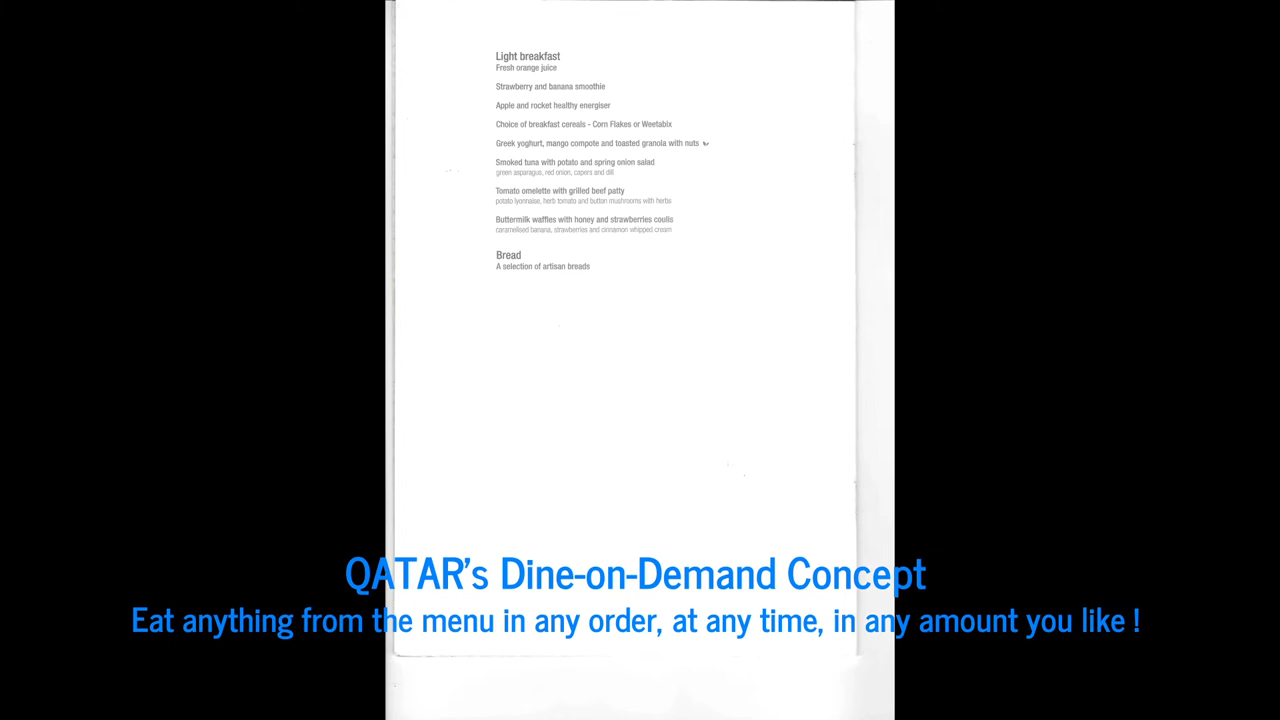 Light breakfast
Fresh orange juice
Strawberry and banana smoothie
Apple and rocket healthy energiser
Choice of breakfast cereals - Corn Flakes or Weetabix
Greek yoghurt, mango compote and toasted granola with nuts
Smoked tuna with potato and spring onion salad
green asparagus, red onion, capers and dill
Tomato omelette with grilled beef patty
potato lyonnaise, herb tomato and button mushrooms with herbs
Buttermilk waffles with honey and strawberries coulis
caramelised banana, strawberries and cinnamon whipped cream
Bread
A selection of artisan breads
QATAR's Dine-on-Demand Concept
Eat anything from the menu in any order, at any time, in any amount you like !